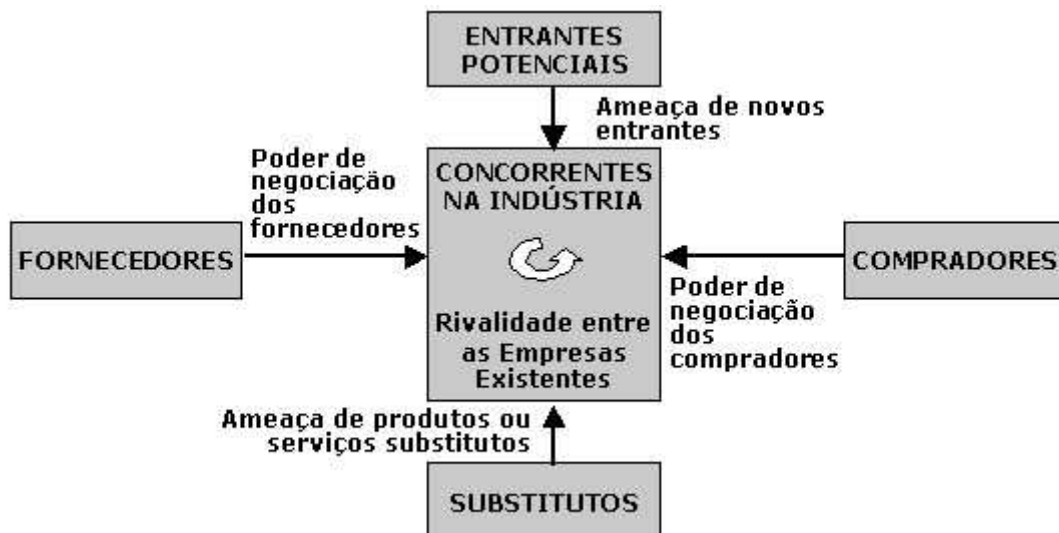 ENTRANTES
POTENCIAIS
Ameaça de novos
entrantes
Poder de
negociação
dos
fornecedores
CONCORRENTES
NA INDÚSTRIA
FORNECEDORES
COMPRADORES
Rivalidade entre
as Empresas
Existentes
Poder de
negociação
dos
compradores
Ameaça de produtos ou
serviços substitutos
SUBSTITUTOS